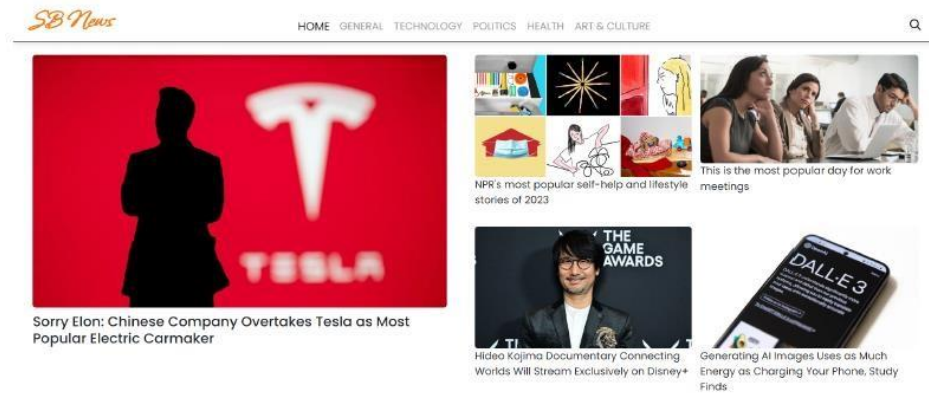 SB News
HOME GENERAL TECHNOLOGY POLITICS HEALTH ART & CULTURE
TESLA
Sorry Elon: Chinese Company Overtakes Tesla as Most
Popular Electric Carmaker
NPR's most popular self-help and lifestyle
stories of 2023
This is the most popular day for work
meetings
THE
GAME
AWARDS
Hideo Kojima Documentary Connecting
Worlds Will Stream Exclusively on Disney+
DALL·E 3
Generating AI Images Uses as Much
Energy as Charging Your Phone, Study
Finds